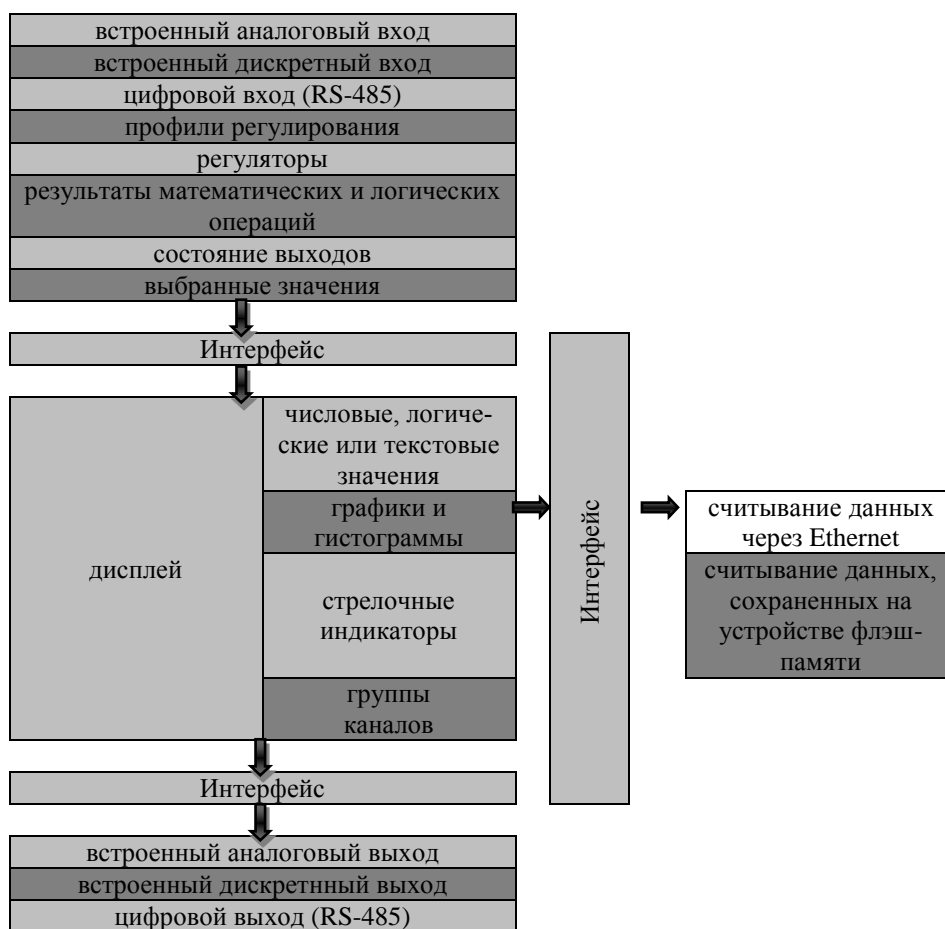 встроенный аналоговый вход
встроенный дискретный вход
цифровой вход (RS-485)
профили регулирования
регуляторы
результаты математических и логических
операций
состояние выходов
выбранные значения
Интерфейс
дисплей
числовые, логиче-
ские или текстовые
значения
графики и
гистограммы
стрелочные
индикаторы
группы
каналов
Интерфейс
считывание данных
через Ethernet
считывание данных,
сохраненных на
устройстве флэш-
памяти
Интерфейс
встроенный аналоговый выход
встроенный дискретнный выход
цифровой выход (RS-485)